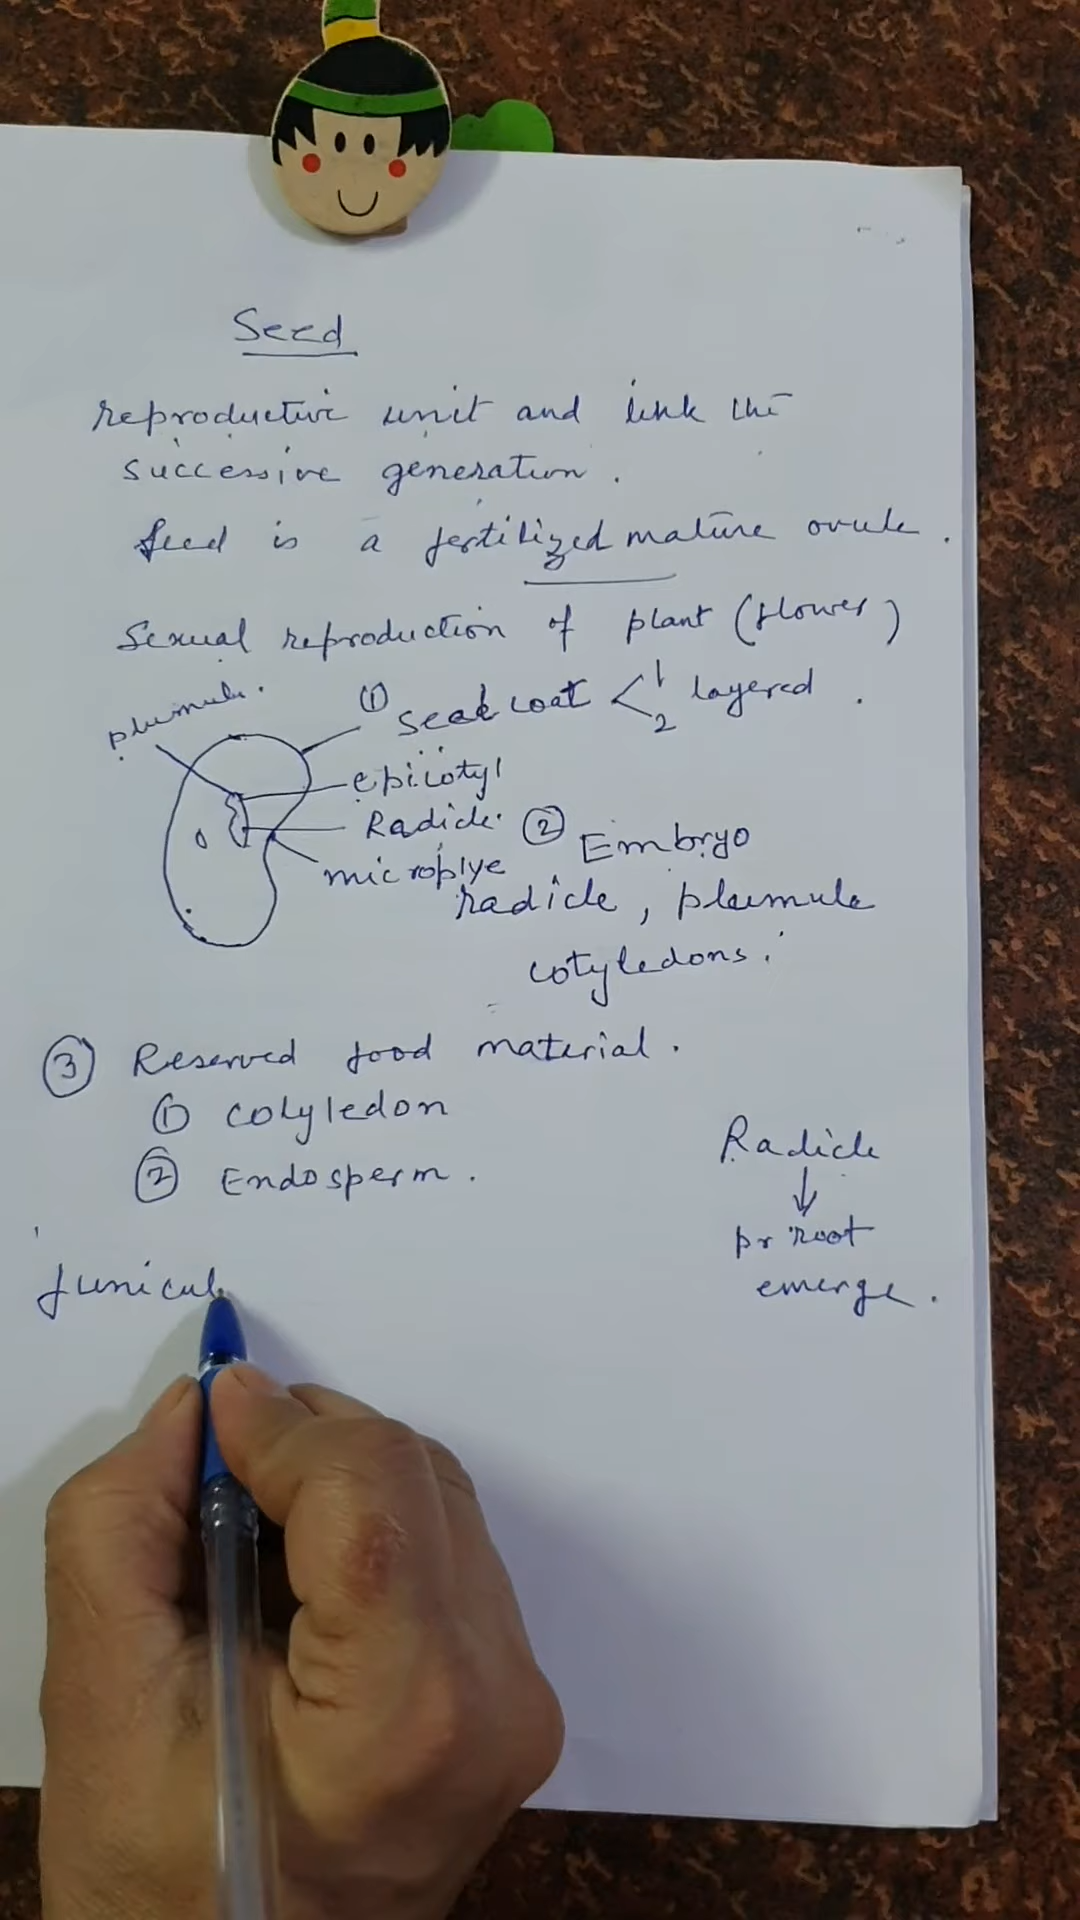 Seed
reproductive unit and link the
successive generation.
Seed is a fertilized mature ovule.
Sexual reproduction of plant (flower)
plumule.
① Seed coat < 1 2 layered.
epicotyl
Radicle.
microplye
② Embryo
radicle, plumule
cotyledons.
③ Reserved food material.
① cotyledon
② Endosperm.
Radicle
↓
pr root
emerge.
funicul